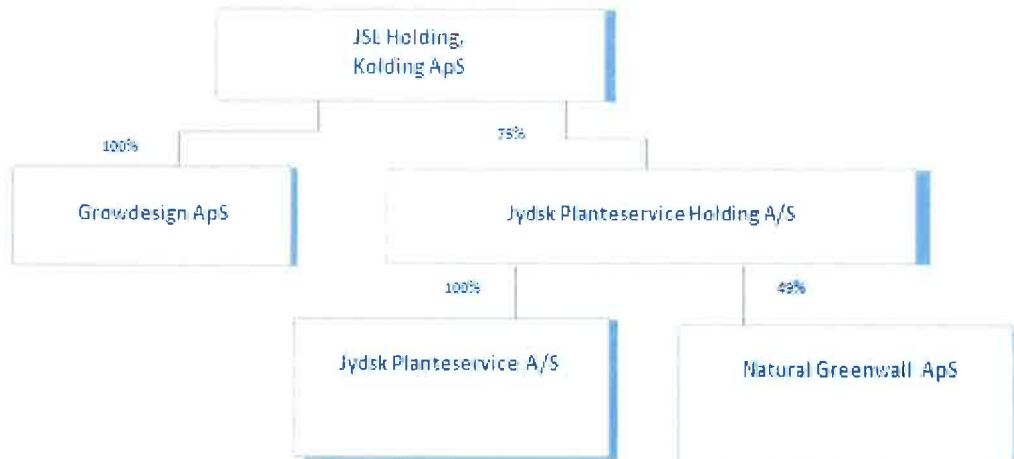 JSL Holding,
Kolding ApS
100%
75%
Growdesign ApS
Jydsk Planteservice Holding A/S
100%
49%
Jydsk Planteservice A/S
Natural Greenwall ApS